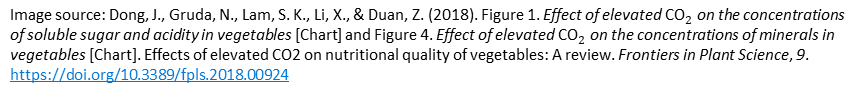 Image source: Dong, J., Gruda, N., Lam, S. K., Li, X., & Duan, Z. (2018). Figure 1. Effect of elevated CO₂ on the concentrations
of soluble sugar and acidity in vegetables [Chart] and Figure 4. Effect of elevated CO₂ on the concentrations of minerals in
vegetables [Chart]. Effects of elevated CO2 on nutritional quality of vegetables: A review. Frontiers in Plant Science, 9.
https://doi.org/10.3389/fpls.2018.00924